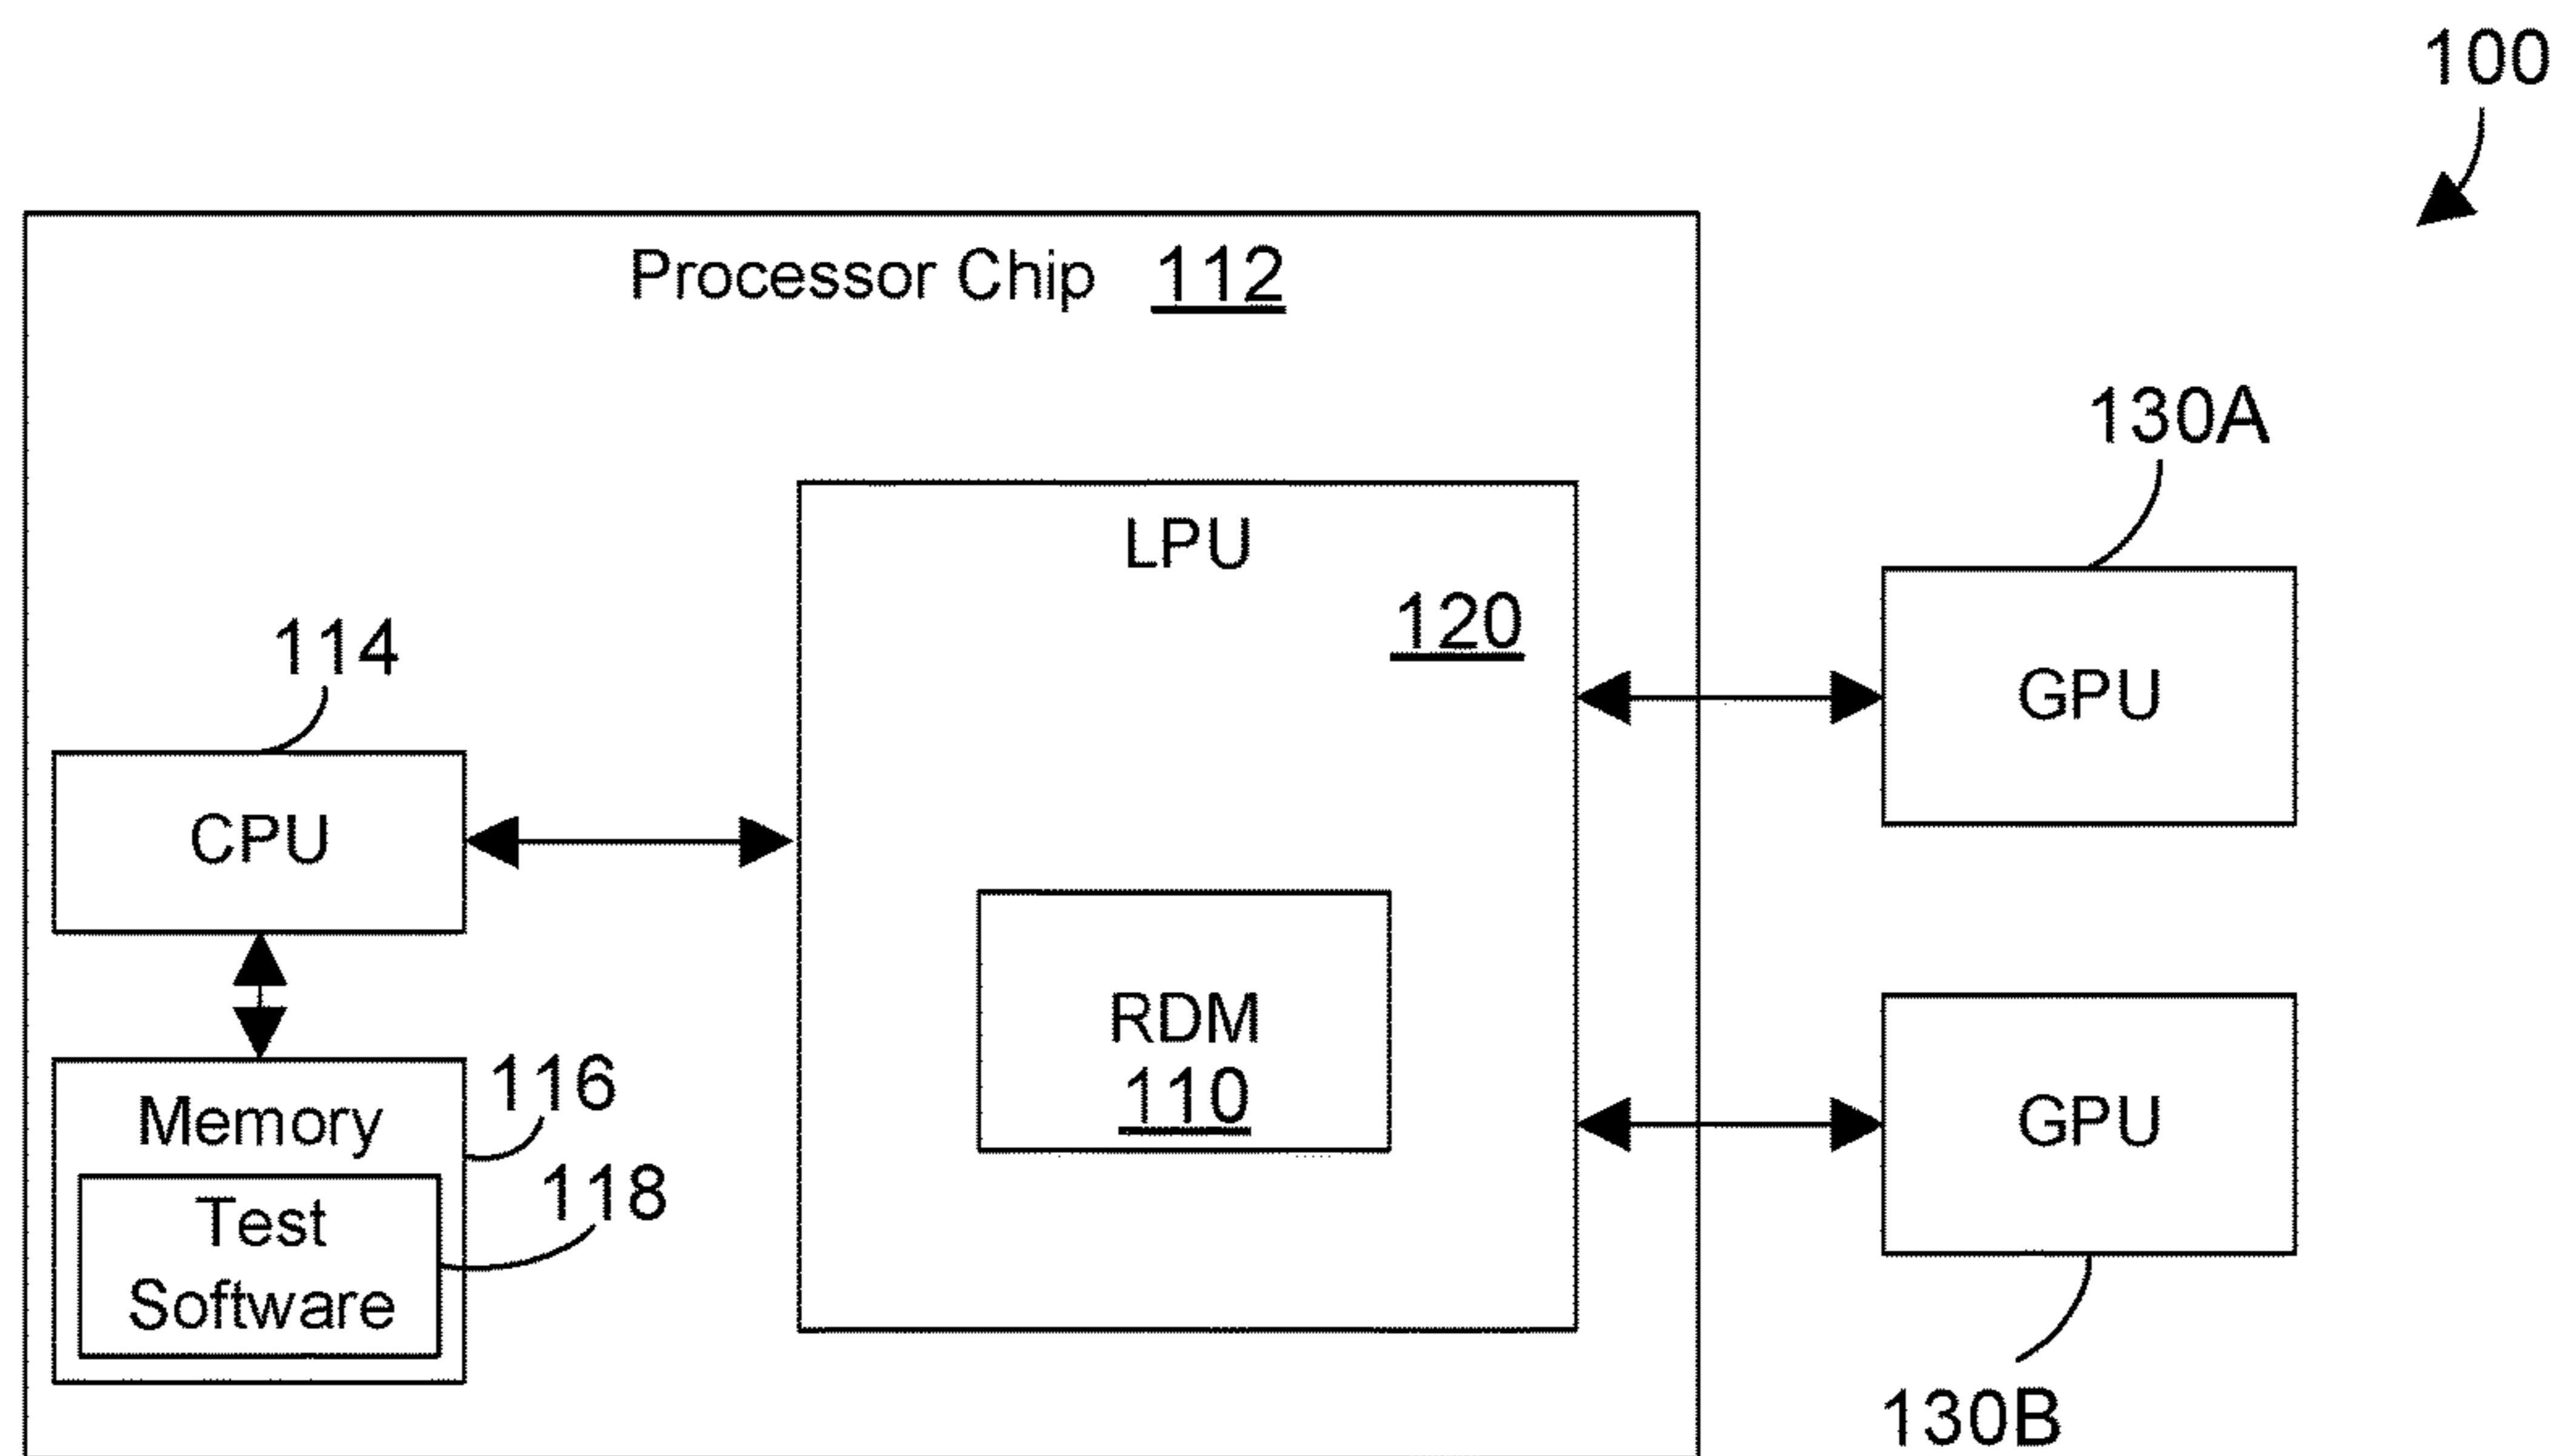 100
Processor Chip 112
130A
LPU
120
114
GPU
CPU
RDM
110
116
Memory
GPU
118
Test
Software
130B